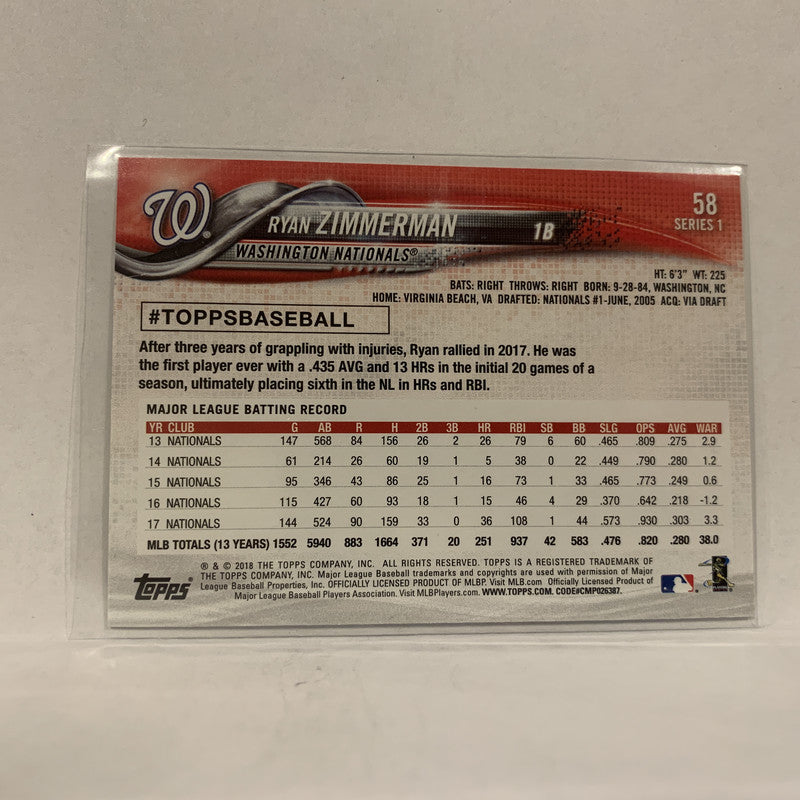 W
RYAN ZIMMERMAN 1B
WASHINGTON NATIONALS®
58
SERIES 1
HT: 6'3" WT: 225
BATS: RIGHT THROWS: RIGHT BORN: 9-28-84, WASHINGTON, NC
HOME: VIRGINIA BEACH, VA DRAFTED: NATIONALS #1-JUNE, 2005 ACQ: VIA DRAFT
#TOPPSBASEBALL
After three years of grappling with injuries, Ryan rallied in 2017. He was
the first player ever with a .435 AVG and 13 HRs in the initial 20 games of a
season, ultimately placing sixth in the NL in HRs and RBI.
MAJOR LEAGUE BATTING RECORD
YR CLUB G AB R H 2B 3B HR RBI SB BB SLG OPS AVG WAR
13 NATIONALS 147 568 84 156 26 2 26 79 6 60 .465 .809 .275 2.9
14 NATIONALS 61 214 26 60 19 1 5 38 0 22 .449 .790 .280 1.2
15 NATIONALS 95 346 43 86 25 1 16 73 1 33 .465 .773 .249 0.6
16 NATIONALS 115 427 60 93 18 1 15 46 4 29 .370 .642 .218 -1.2
17 NATIONALS 144 524 90 159 33 0 36 108 1 44 .573 .930 .303 3.3
MLB TOTALS (13 YEARS) 1552 5940 883 1664 371 20 251 937 42 583 .476 .820 .280 38.0
® & © 2018 THE TOPPS COMPANY, INC. ALL RIGHTS RESERVED. TOPPS IS A REGISTERED TRADEMARK OF
THE TOPPS COMPANY, INC. Major League Baseball trademarks and copyrights are used with permission of Major
League Baseball Properties, Inc. OFFICIALLY LICENSED PRODUCT OF MLBP. Visit MLB.com Officially Licensed Product of
Major League Baseball Players Association. Visit MLBPlayers.com. WWW.TOPPS.COM. CODE#CMP026387.
Topps®